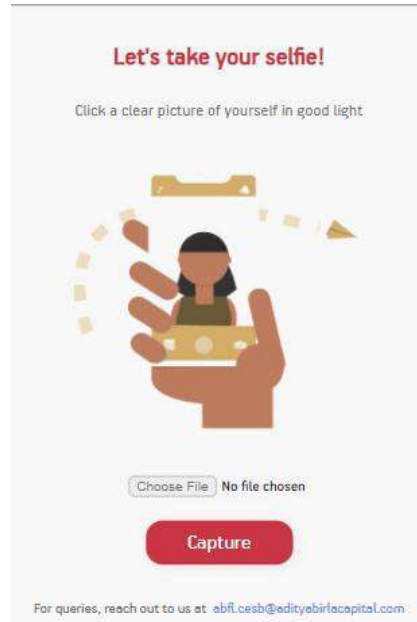 Let's take your selfie!
Click a clear picture of yourself in good light
Choose File No file chosen
Capture
For queries, reach out to us at abfl.cesb@adityabirlacapital.com